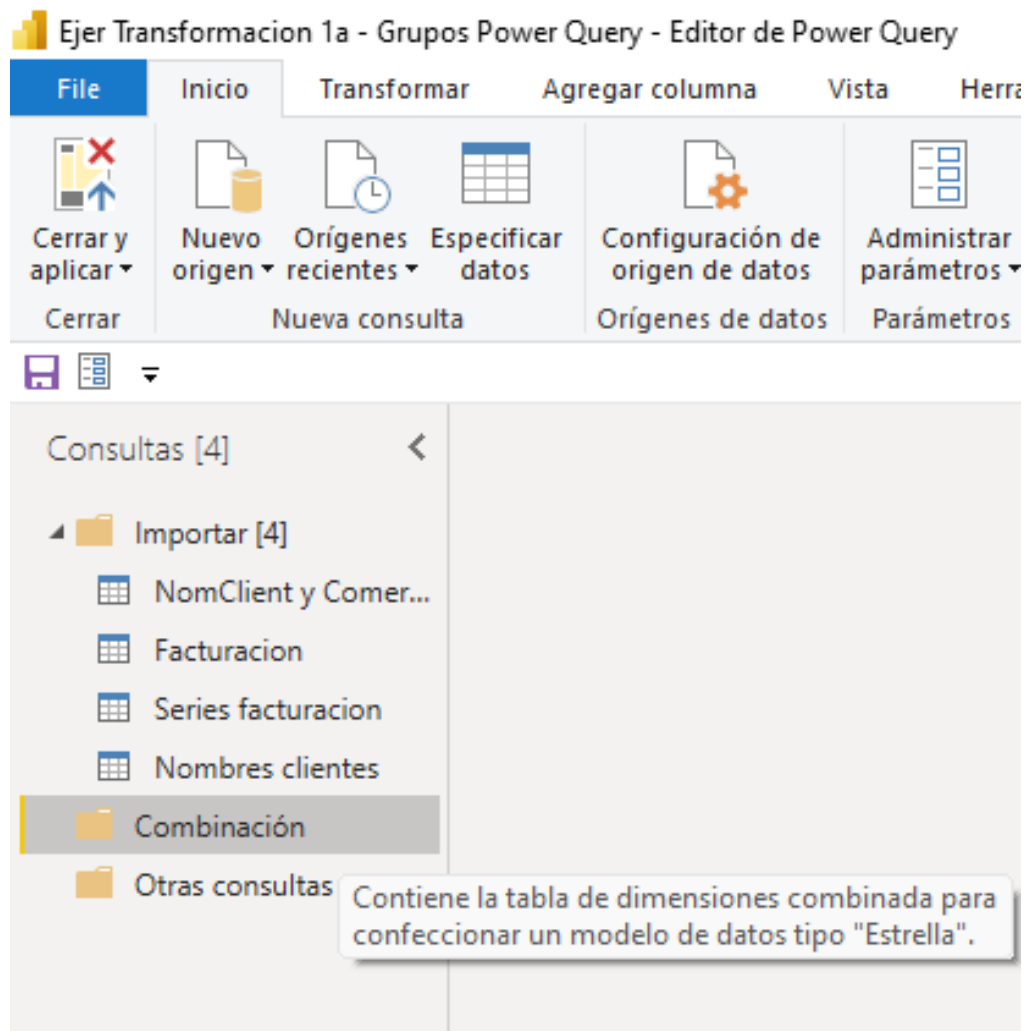 Ejer Transformacion 1a - Grupos Power Query - Editor de Power Query
File Inicio Transformar Agregar columna Vista
Cerrar y Nuevo Orígenes Especificar Configuración de Administrar
aplicar origen recientes datos origen de datos parámetros
Cerrar Nueva consulta Orígenes de datos Parámetros
Consultas [4]
Importar [4]
NomClient y Comer...
Facturacion
Series facturacion
Nombres clientes
Combinación
Otras consultas
Contiene la tabla de dimensiones combinada para
confeccionar un modelo de datos tipo "Estrella".